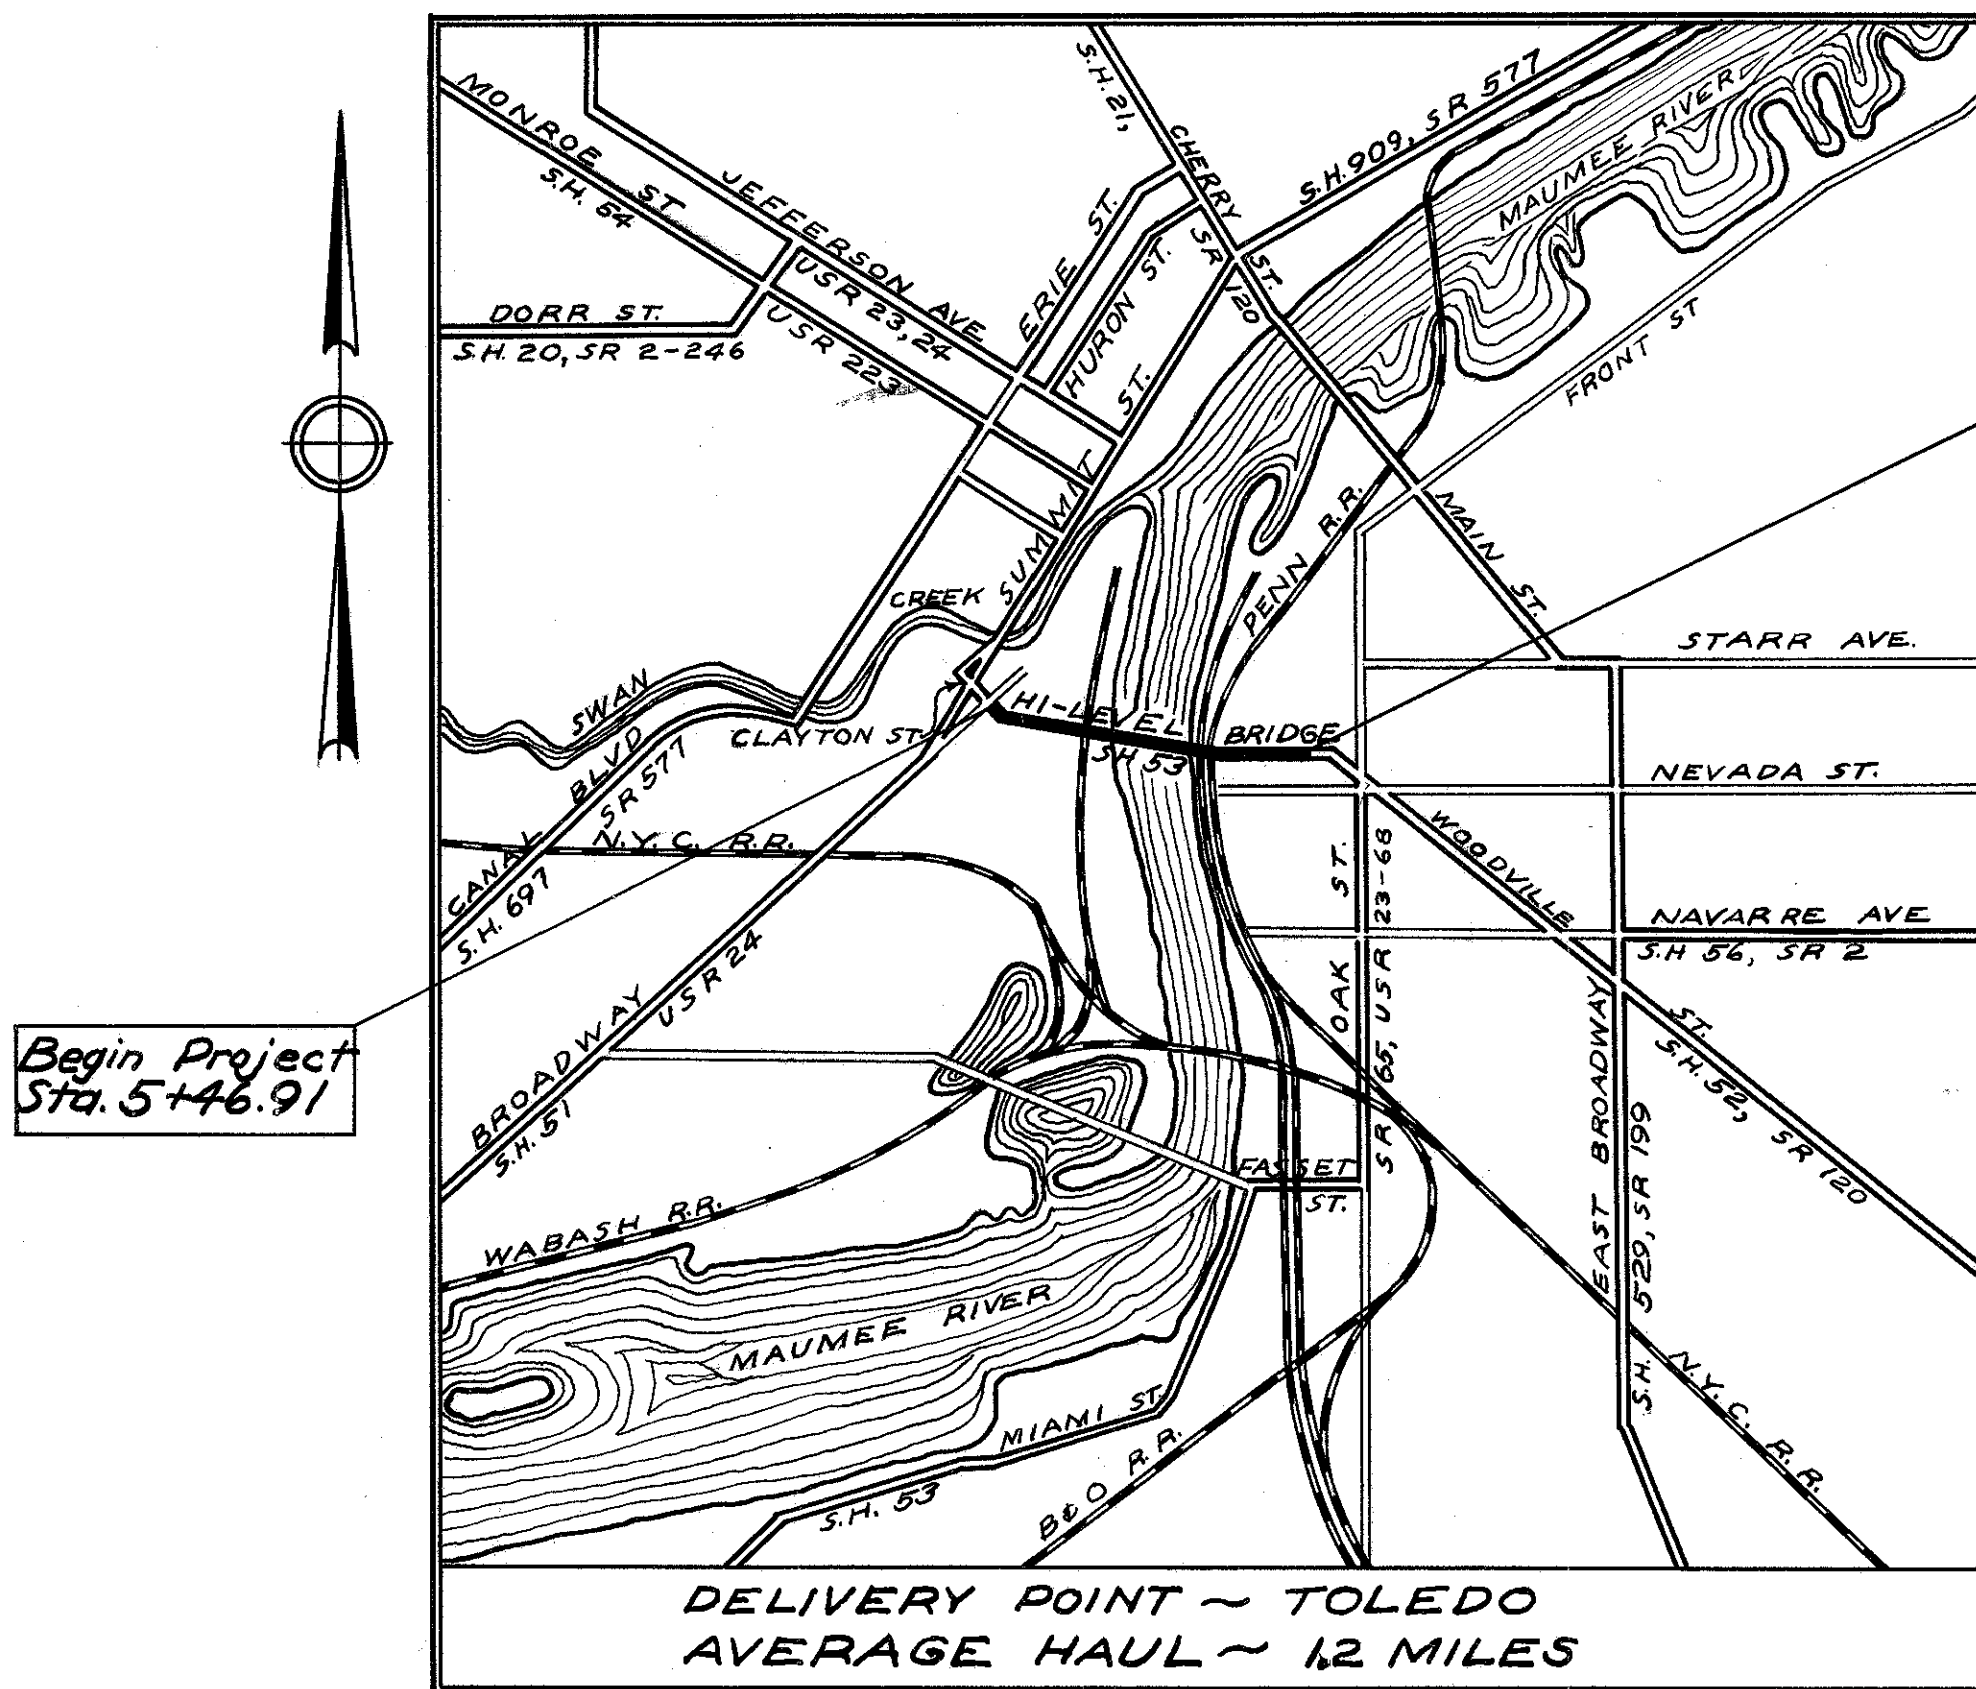 S.H. 21,
CHERRY ST.
SR 120
S.H. 909, SR 577
MAUMEE RIVER
MONROE ST
S.H. 64
JEFFERSON AVE
USR 23, 24
USR 223
DORR ST.
S.H. 20, SR 2-246
ERIE ST.
HURON ST.
SUMMIT ST.
FRONT ST
PENN R.R.
MAIN ST.
STARR AVE.
SWAN CREEK
CLAYTON ST.
HI-LEVEL BRIDGE
SH 53
NEVADA ST.
CANAL BLVD
SR 577
S.H. 697
N.Y.C. R.R.
WOODVILLE ST.
S.H. 52, SR 120
NAVARRE AVE
S.H 56, SR 2
OAK ST.
SR 65, USR 23-68
BROADWAY
USR 24
S.H. 51
Begin Project
Sta. 5+46.91
EAST BROADWAY
S.H. 529, SR 199
FASSET
ST.
WABASH R.R.
MAUMEE RIVER
MIAMI ST.
S.H. 53
B&O R.R.
N.Y.C. R.R.
DELIVERY POINT ~ TOLEDO
AVERAGE HAUL ~ 1.2 MILES